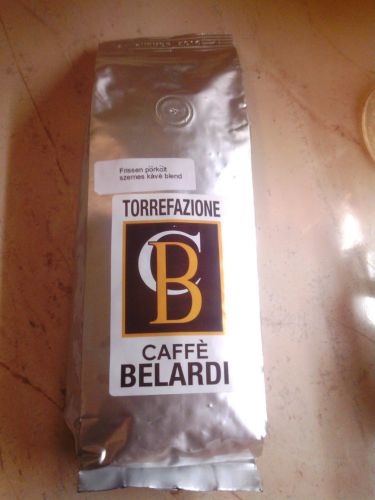 Frissen pörkölt
szemes kávé blend
TORREFAZIONE
CB
CAFFÈ
BELARDI